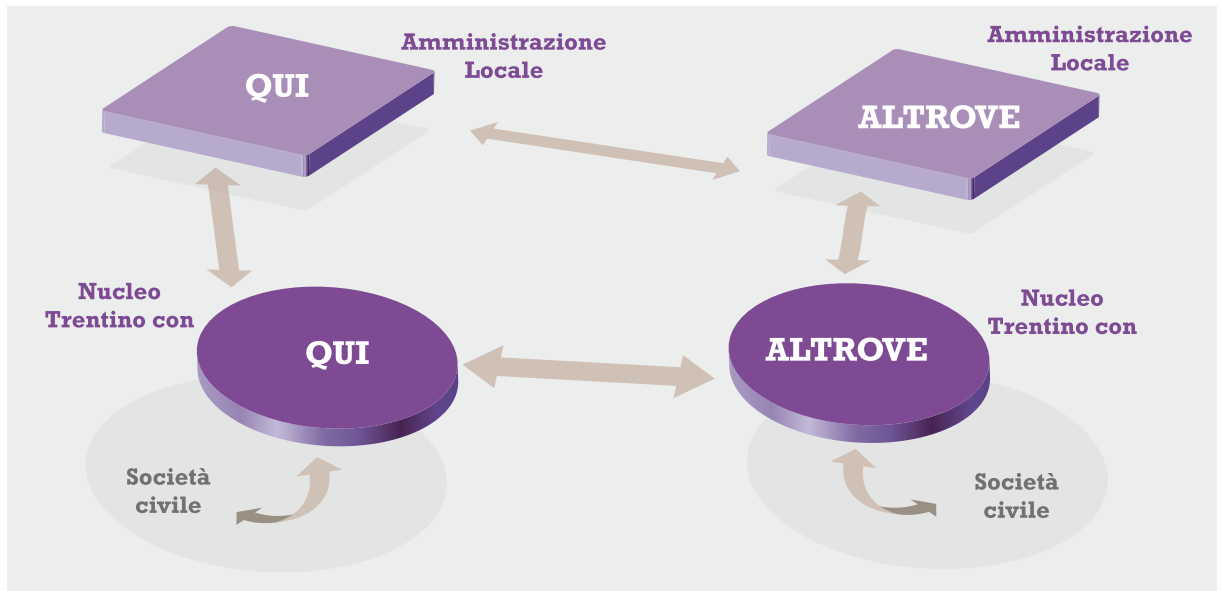 Amministrazione
Locale
QUI
Amministrazione
Locale
ALTROVE
Nucleo
Trentino con
QUI
ALTROVE
Nucleo
Trentino con
Società
civile
Società
civile